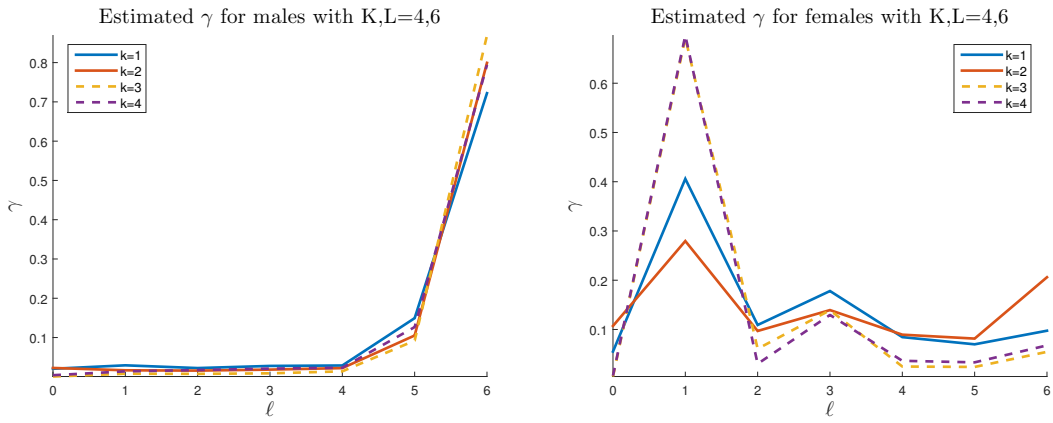 Estimated γ for males with K,L=4,6
k=1
k=2
k=3
k=4
0.8
0.7
0.6
0.5
0.4
0.3
0.2
0.1
γ
0 1 2 3 4 5 6
ℓ
Estimated γ for females with K,L=4,6
k=1
k=2
k=3
k=4
0.6
0.5
0.4
0.3
0.2
0.1
γ
0 1 2 3 4 5 6
ℓ